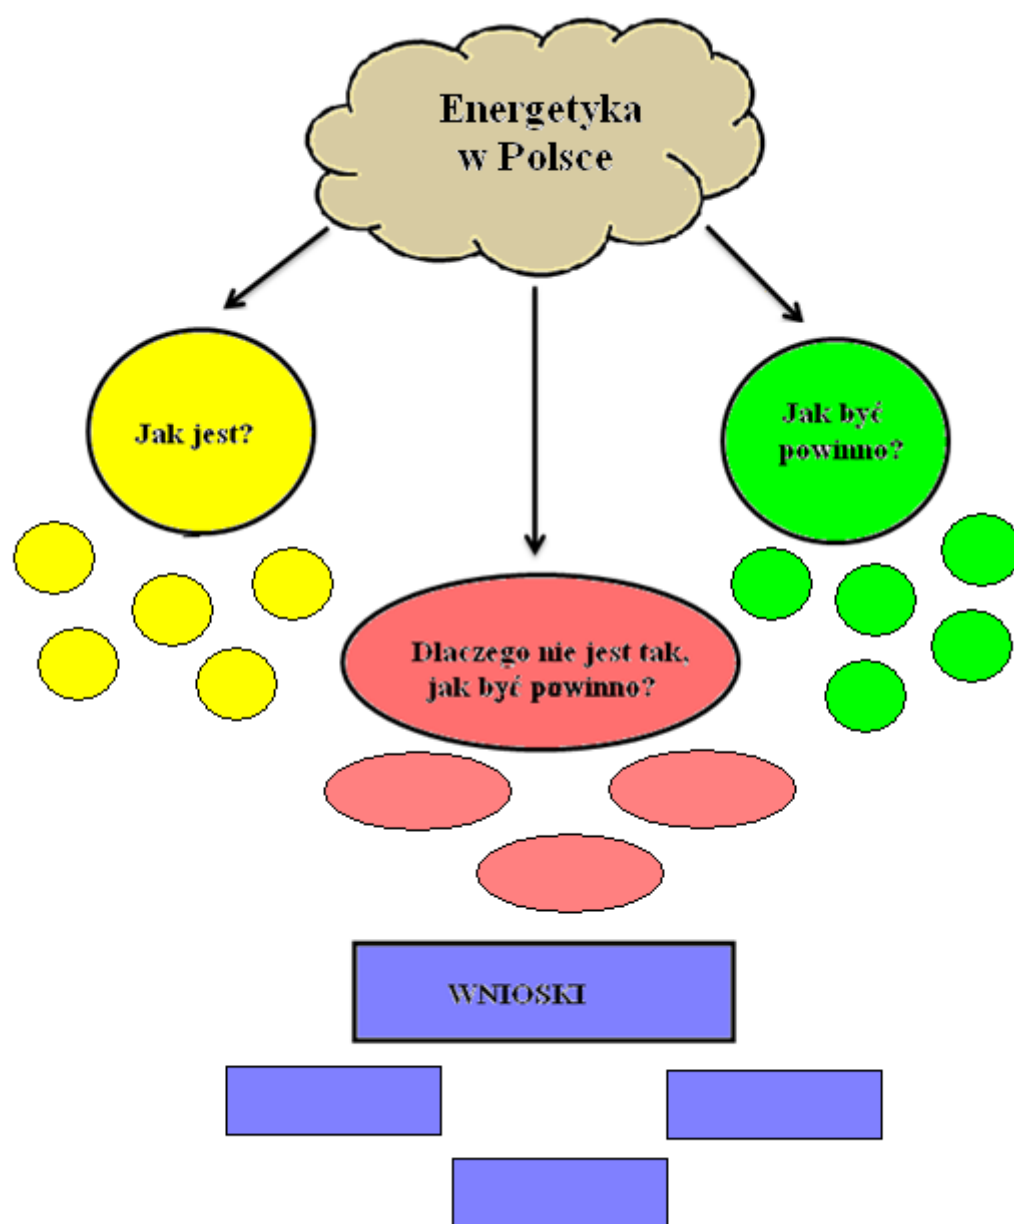 Energetyka
w Polsce
Jak jest?
Jak być
powinno?
Dlaczego nie jest tak,
jak być powinno?
WNIOSKI